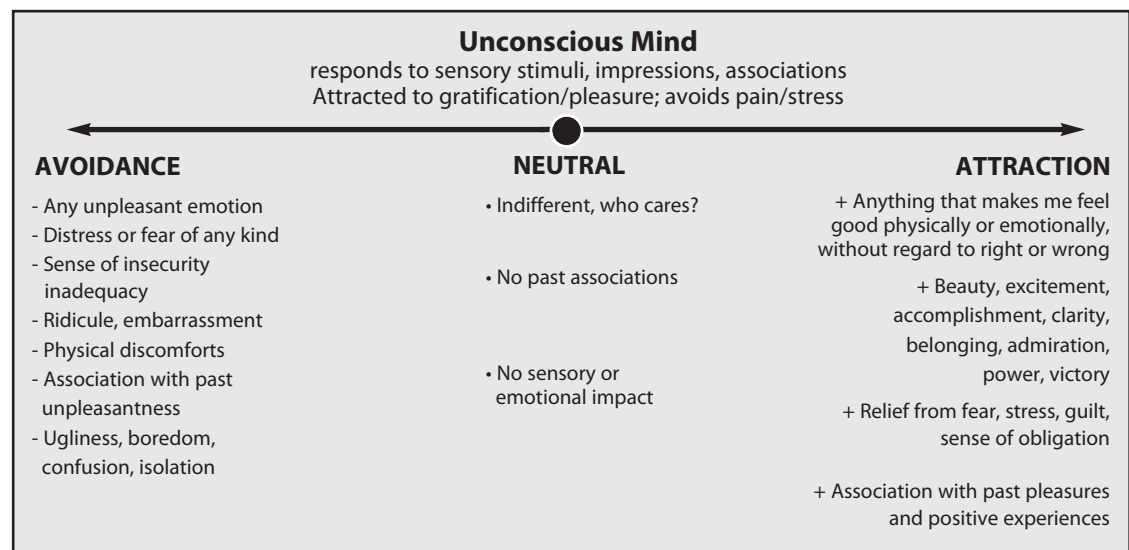 Unconscious Mind
responds to sensory stimuli, impressions, associations
Attracted to gratification/pleasure; avoids pain/stress
AVOIDANCE
- Any unpleasant emotion
- Distress or fear of any kind
- Sense of insecurity
inadequacy
- Ridicule, embarrassment
- Physical discomforts
- Association with past
unpleasantness
- Ugliness, boredom,
confusion, isolation
NEUTRAL
• Indifferent, who cares?
• No past associations
• No sensory or
emotional impact
ATTRACTION
+ Anything that makes me feel
good physically or emotionally,
without regard to right or wrong
+ Beauty, excitement,
accomplishment, clarity,
belonging, admiration,
power, victory
+ Relief from fear, stress, guilt,
sense of obligation
+ Association with past pleasures
and positive experiences